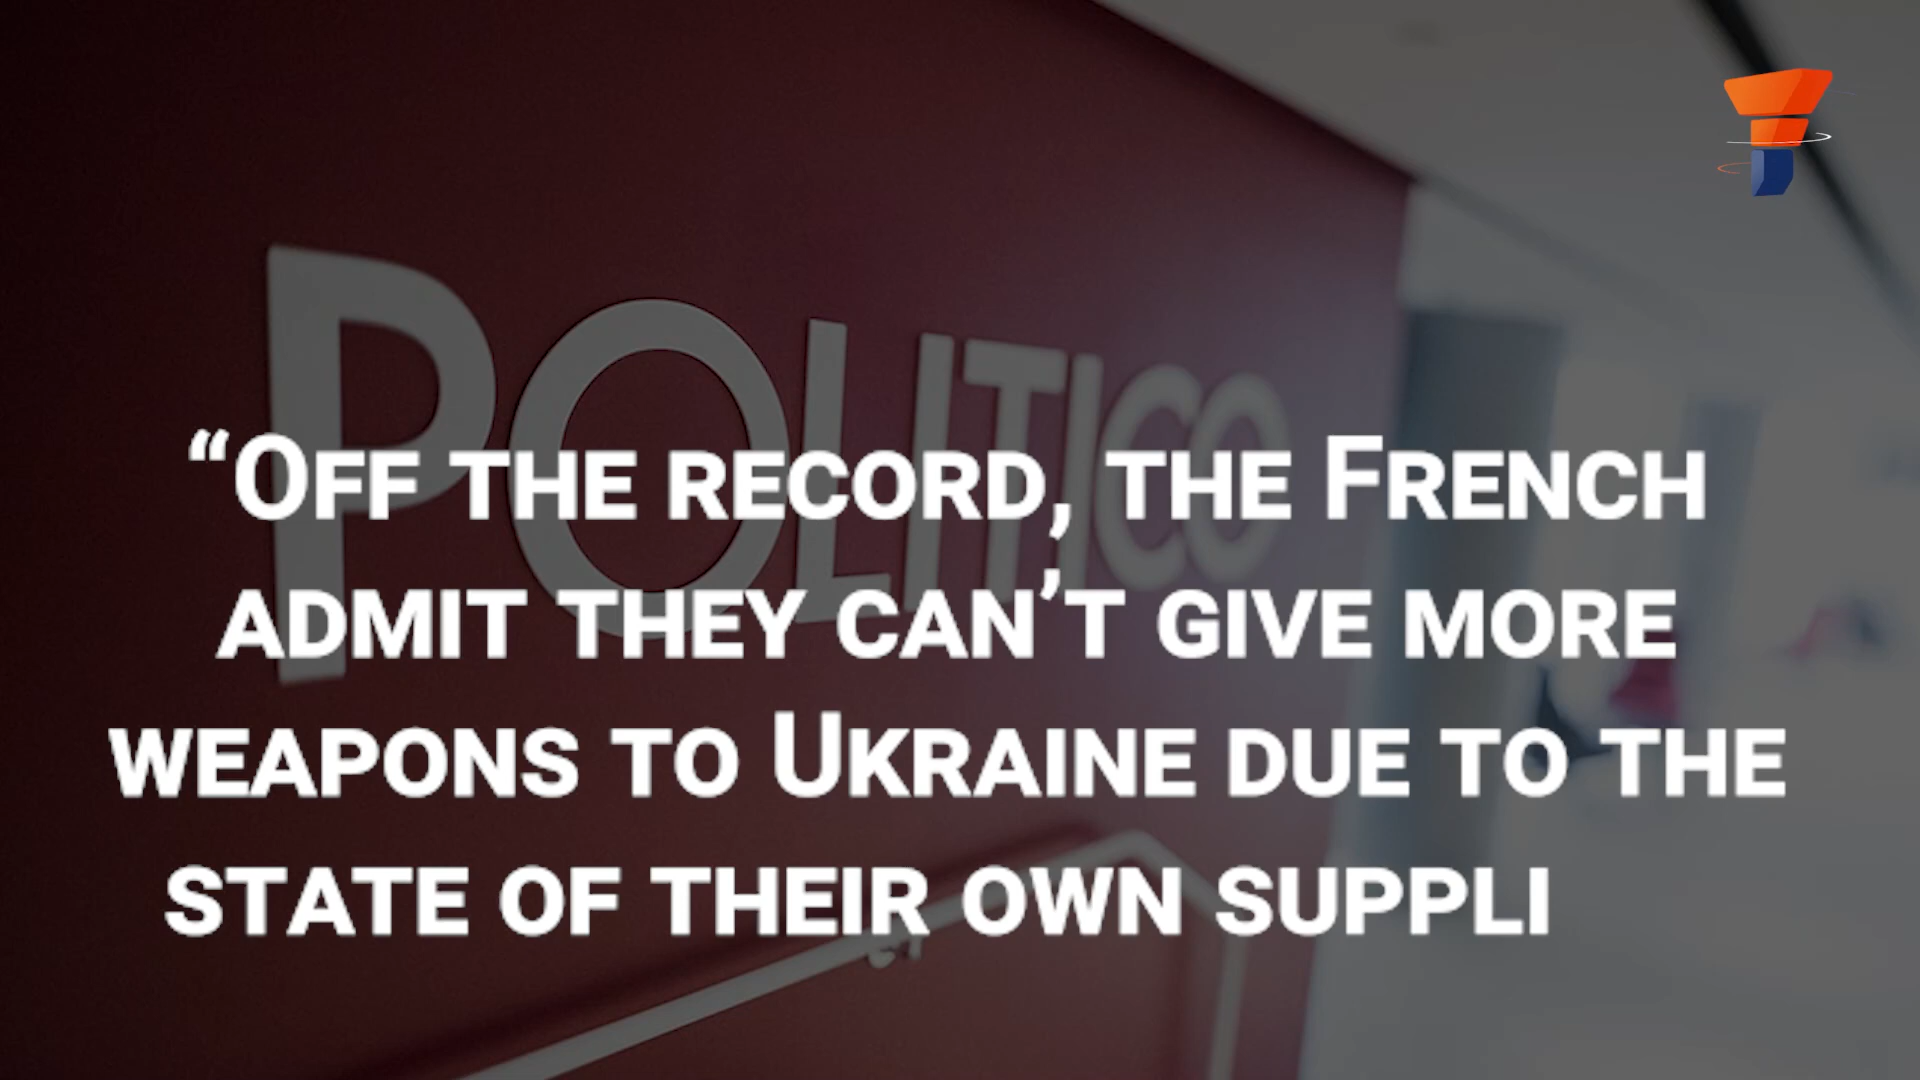 POLITICO
“OFF THE RECORD, THE FRENCH
ADMIT THEY CAN’T GIVE MORE
WEAPONS TO UKRAINE DUE TO THE
STATE OF THEIR OWN SUPPLI